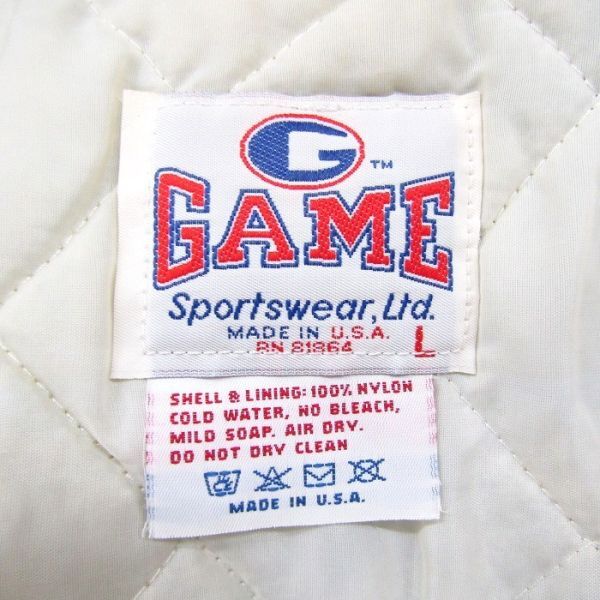 G ™
GAME
Sportswear, Ltd.
MADE IN U.S.A.
RN 81864 L
SHELL & LINING: 100% NYLON
COLD WATER, NO BLEACH,
MILD SOAP. AIR DRY.
DO NOT DRY CLEAN
MADE IN U.S.A.